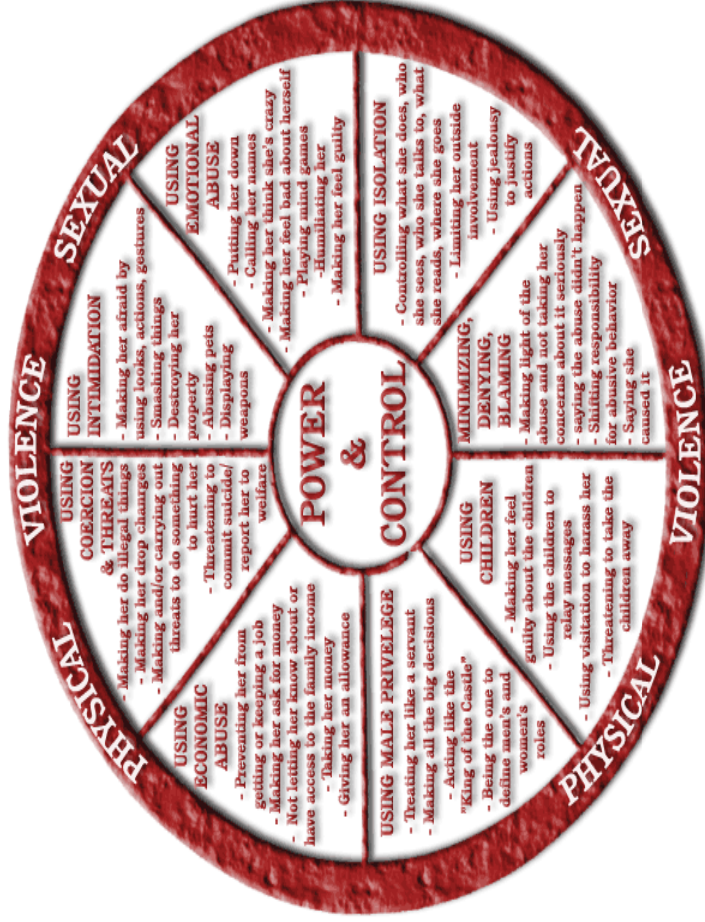 PHYSICAL
VIOLENCE
SEXUAL
USING
COERCION
& THREATS
- Making her do illegal things
- Making her drop charges
- Making and/or carrying out
threats to do something
to hurt her
- Threatening to
commit suicide/
report her to
welfare
USING
INTIMIDATION
- Making her afraid by
using looks, actions, gestures
- Smashing things
- Destroying her
property
- Abusing pets
- Displaying
weapons
USING
EMOTIONAL
ABUSE
- Putting her down
- Calling her names
- Making her think she's crazy
- Making her feel bad about herself
- Playing mind games
-Humiliating her
- Making her feel guilty
USING ISOLATION
- Controlling what she does, who
she sees, who she talks to, what
she reads, where she goes
- Limiting her outside
involvement
- Using jealousy
to justify
actions
MINIMIZING,
DENYING,
BLAMING
- Making light of the
abuse and not taking her
concerns about it seriously
- saying the abuse didn't happen
- Shifting responsibility
for abusive behavior
- Saying she
caused it
USING
CHILDREN
- Making her feel
guilty about the children
- Using the children to
relay messages
- Using visitation to harass her
- Threatening to take the
children away
USING MALE PRIVELEGE
- Treating her like a servant
- Making all the big decisions
- Acting like the
"King of the Castle"
- Being the one to
define men's and
women's
roles
USING
ECONOMIC
ABUSE
- Preventing her from
getting or keeping a job
- Making her ask for money
- Not letting her know about or
have access to the family income
- Taking her money
- Giving her an allowance
POWER
&
CONTROL
PHYSICAL
VIOLENCE
SEXUAL